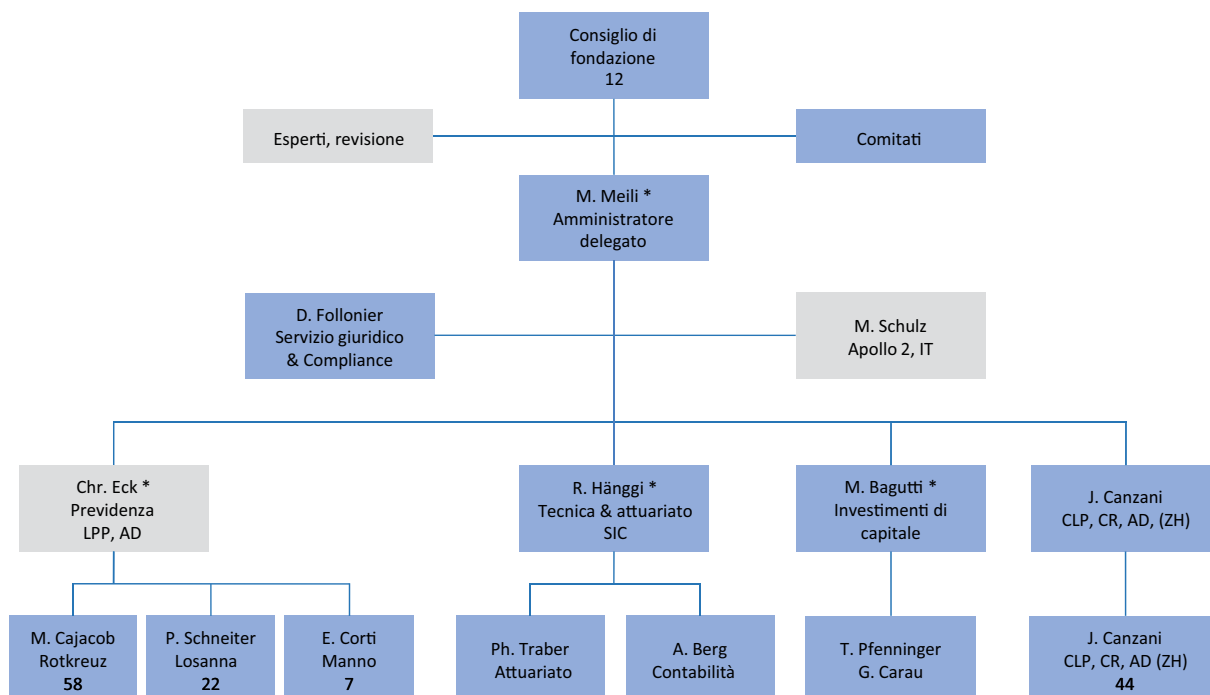 Consiglio di
fondazione
12
Esperti, revisione
Comitati
M. Meili *
Amministratore
delegato
D. Follonier
Servizio giuridico
& Compliance
M. Schulz
Apollo 2, IT
Chr. Eck *
Previdenza
LPP, AD
R. Hänggi *
Tecnica & attuariato
SIC
M. Bagutti *
Investimenti di
capitale
J. Canzani
CLP, CR, AD, (ZH)
M. Cajacob
Rotkreuz
58
P. Schneiter
Losanna
22
E. Corti
Manno
7
Ph. Traber
Attuariato
A. Berg
Contabilità
T. Pfenninger
G. Carau
J. Canzani
CLP, CR, AD (ZH)
44